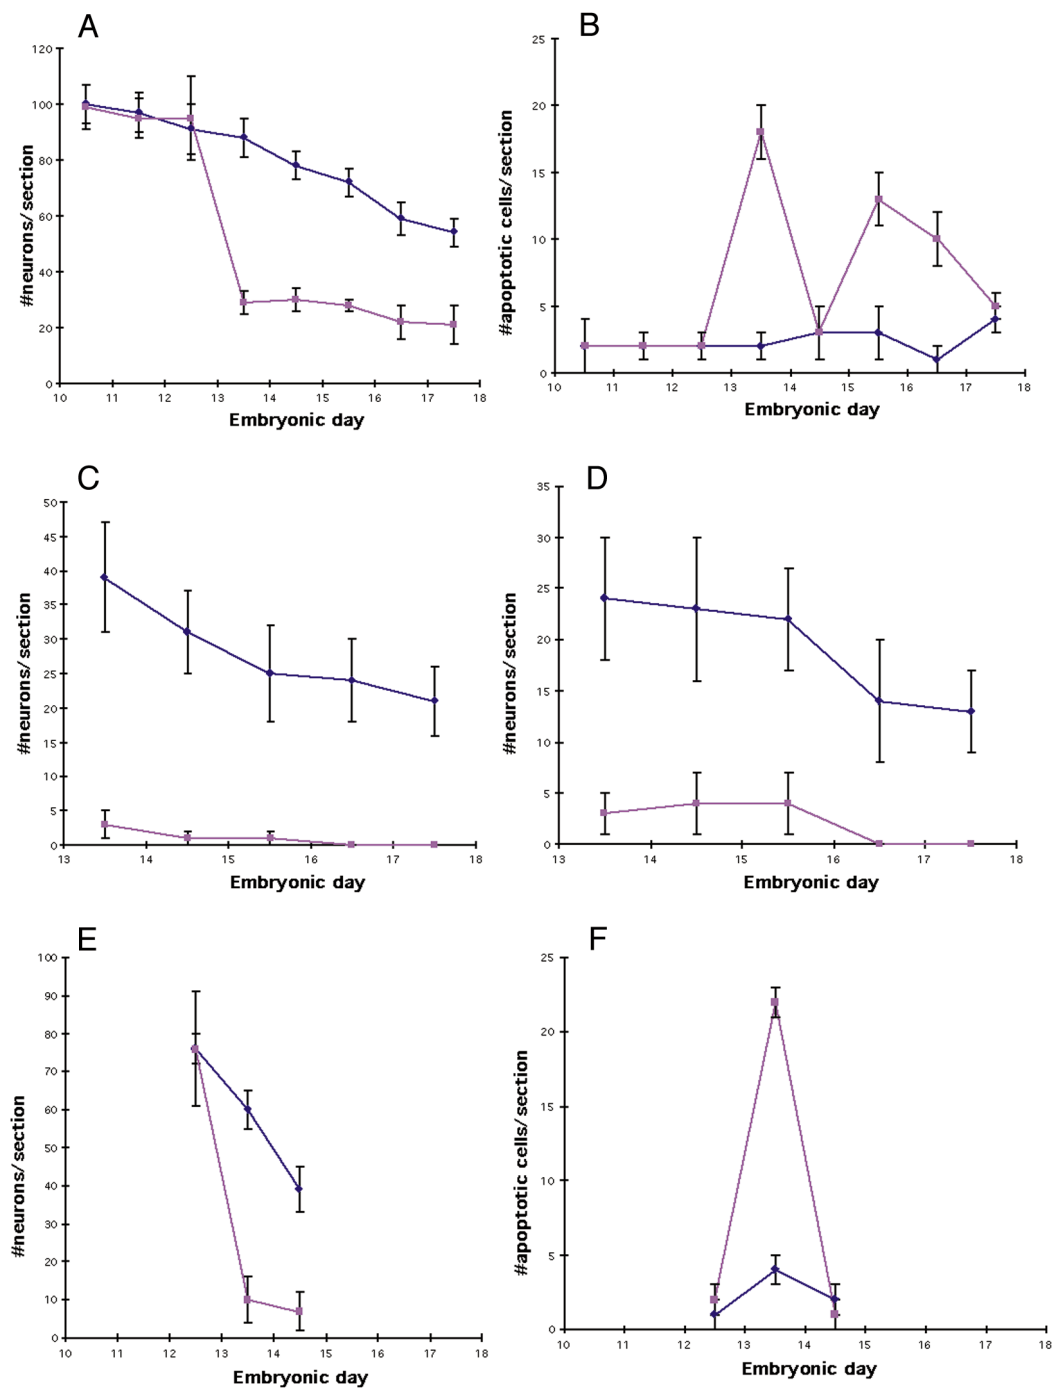 A
120
100
80
60
40
20
0
10 11 12 13 14 15 16 17 18
#neurons/section
Embryonic day
B
25
20
15
10
5
0
10 11 12 13 14 15 16 17 18
#apoptotic cells/section
Embryonic day
C
50
45
40
35
30
25
20
15
10
5
0
13 14 15 16 17 18
#neurons/section
Embryonic day
D
35
30
25
20
15
10
5
0
13 14 15 16 17 18
#neurons/section
Embryonic day
E
100
90
80
70
60
50
40
30
20
10
0
10 11 12 13 14 15 16 17 18
#neurons/section
Embryonic day
F
25
20
15
10
5
0
10 11 12 13 14 15 16 17 18
#apoptotic cells/section
Embryonic day